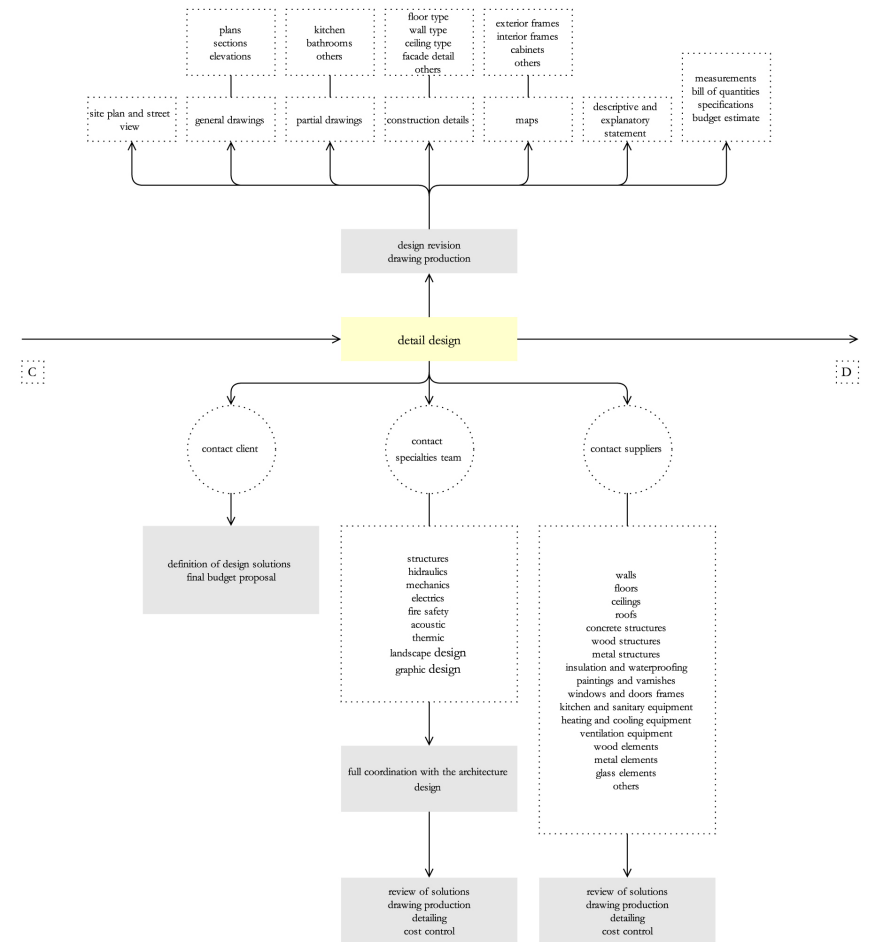 plans
sections
elevations
kitchen
bathrooms
others
floor type
wall type
ceiling type
facade detail
others
exterior frames
interior frames
cabinets
others
measurements
bill of quantities
specifications
budget estimate
site plan and street
view
general drawings
partial drawings
construction details
maps
descriptive and
explanatory
statement
design revision
drawing production
detail design
C
D
contact client
contact
specialties team
contact suppliers
definition of design solutions
final budget proposal
structures
hidraulics
mechanics
electrics
fire safety
acoustic
thermic
landscape design
graphic design
walls
floors
ceilings
roofs
concrete structures
wood structures
metal structures
insulation and waterproofing
paintings and varnishes
windows and doors frames
kitchen and sanitary equipment
heating and cooling equipment
ventilation equipment
wood elements
metal elements
glass elements
others
full coordination with the architecture
design
review of solutions
drawing production
detailing
cost control
review of solutions
drawing production
detailing
cost control